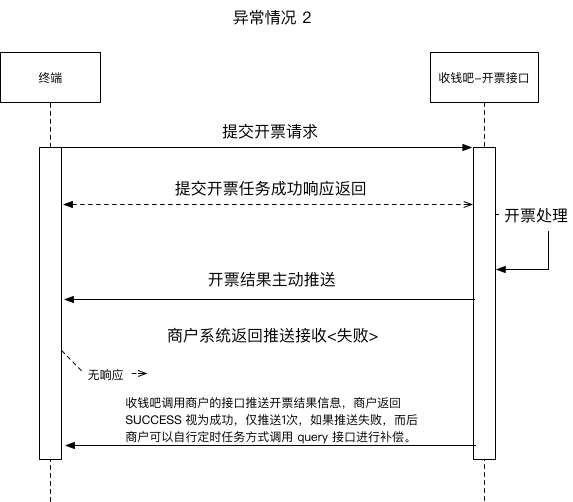 异常情况 2
终端
收钱吧-开票接口
提交开票请求
提交开票任务成功响应返回
开票处理
开票结果主动推送
商户系统返回推送接收<失败>
无响应
收钱吧调用商户的接口推送开票结果信息，商户返回
SUCCESS 视为成功，仅推送1次，如果推送失败，而后
商户可以自行定时任务方式调用 query 接口进行补偿。